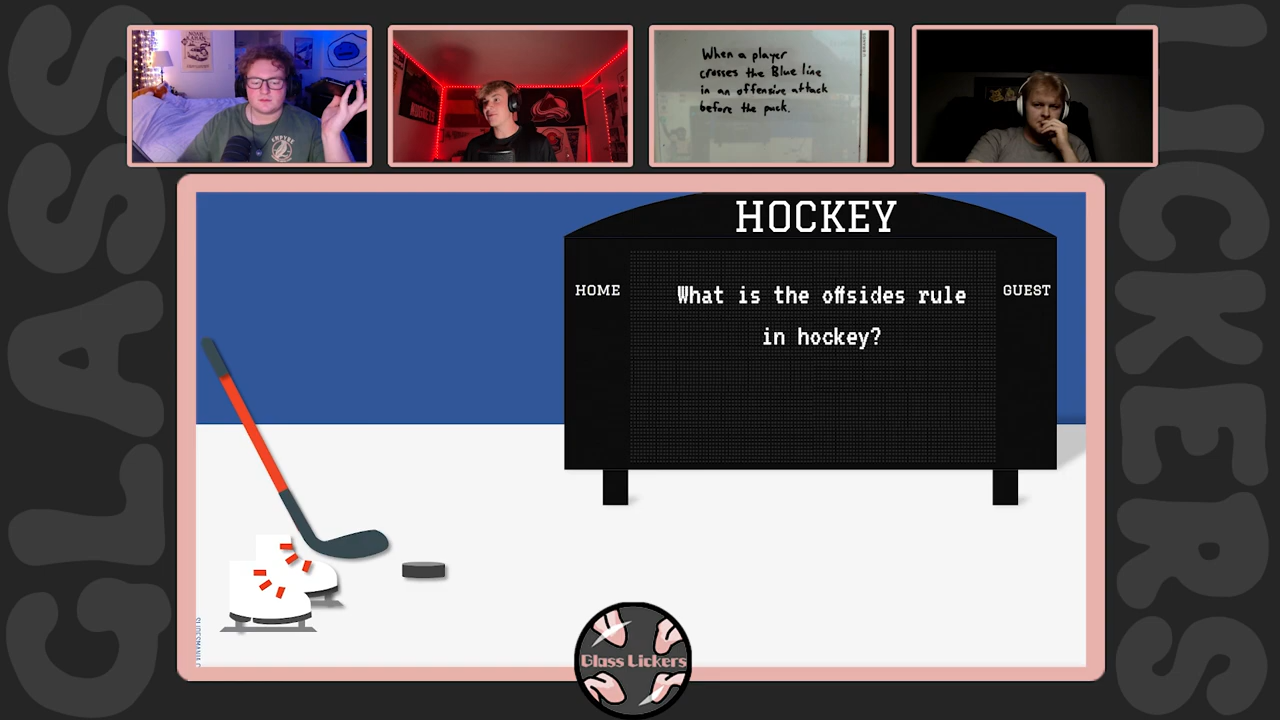 GLASS
LICKERS
When a player
crosses the Blue line
in an offensive attack
before the puck.
HOCKEY
HOME
GUEST
What is the offsides rule
in hockey?
Glass Lickers